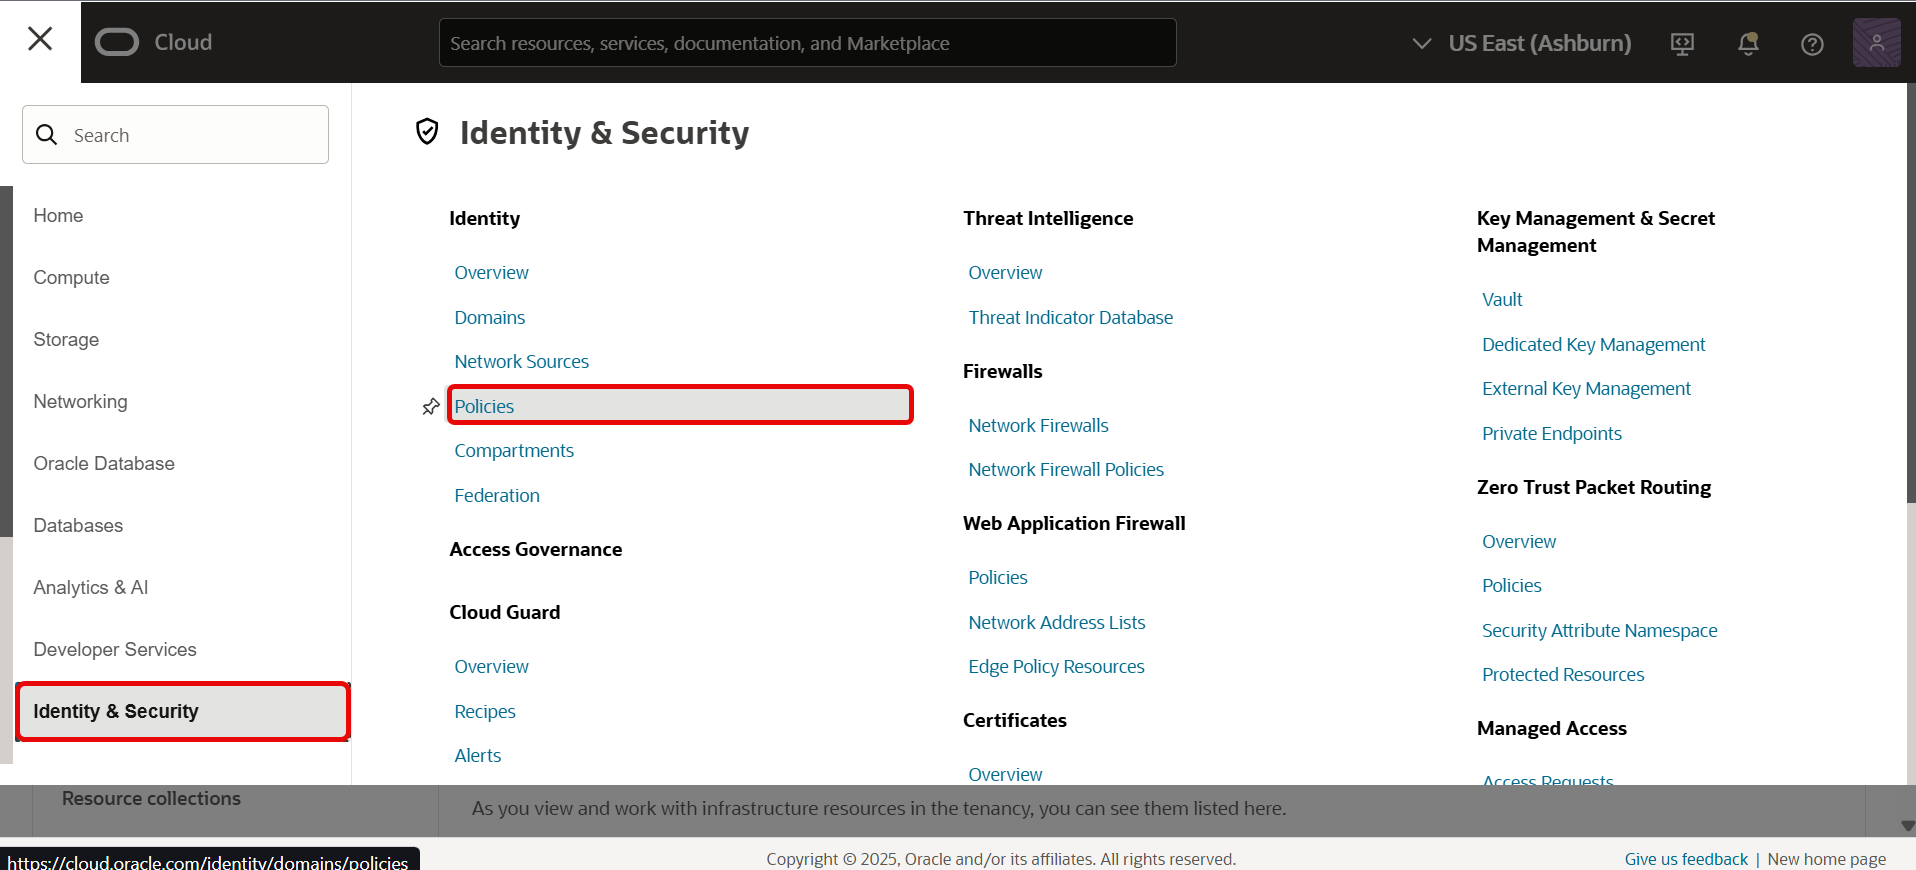 Cloud
Search resources, services, documentation, and Marketplace
US East (Ashburn)
Search
Home
Compute
Storage
Networking
Oracle Database
Databases
Analytics & AI
Developer Services
Identity & Security
Identity & Security
Identity
Overview
Domains
Network Sources
Policies
Compartments
Federation
Access Governance
Cloud Guard
Overview
Recipes
Alerts
Threat Intelligence
Overview
Threat Indicator Database
Firewalls
Network Firewalls
Network Firewall Policies
Web Application Firewall
Policies
Network Address Lists
Edge Policy Resources
Certificates
Overview
Key Management & Secret
Management
Vault
Dedicated Key Management
External Key Management
Private Endpoints
Zero Trust Packet Routing
Overview
Policies
Security Attribute Namespace
Protected Resources
Managed Access
Access Requests
Resource collections
As you view and work with infrastructure resources in the tenancy, you can see them listed here.
https://cloud.oracle.com/identity/domains/policies
Copyright © 2025, Oracle and/or its affiliates. All rights reserved.
Give us feedback | New home page